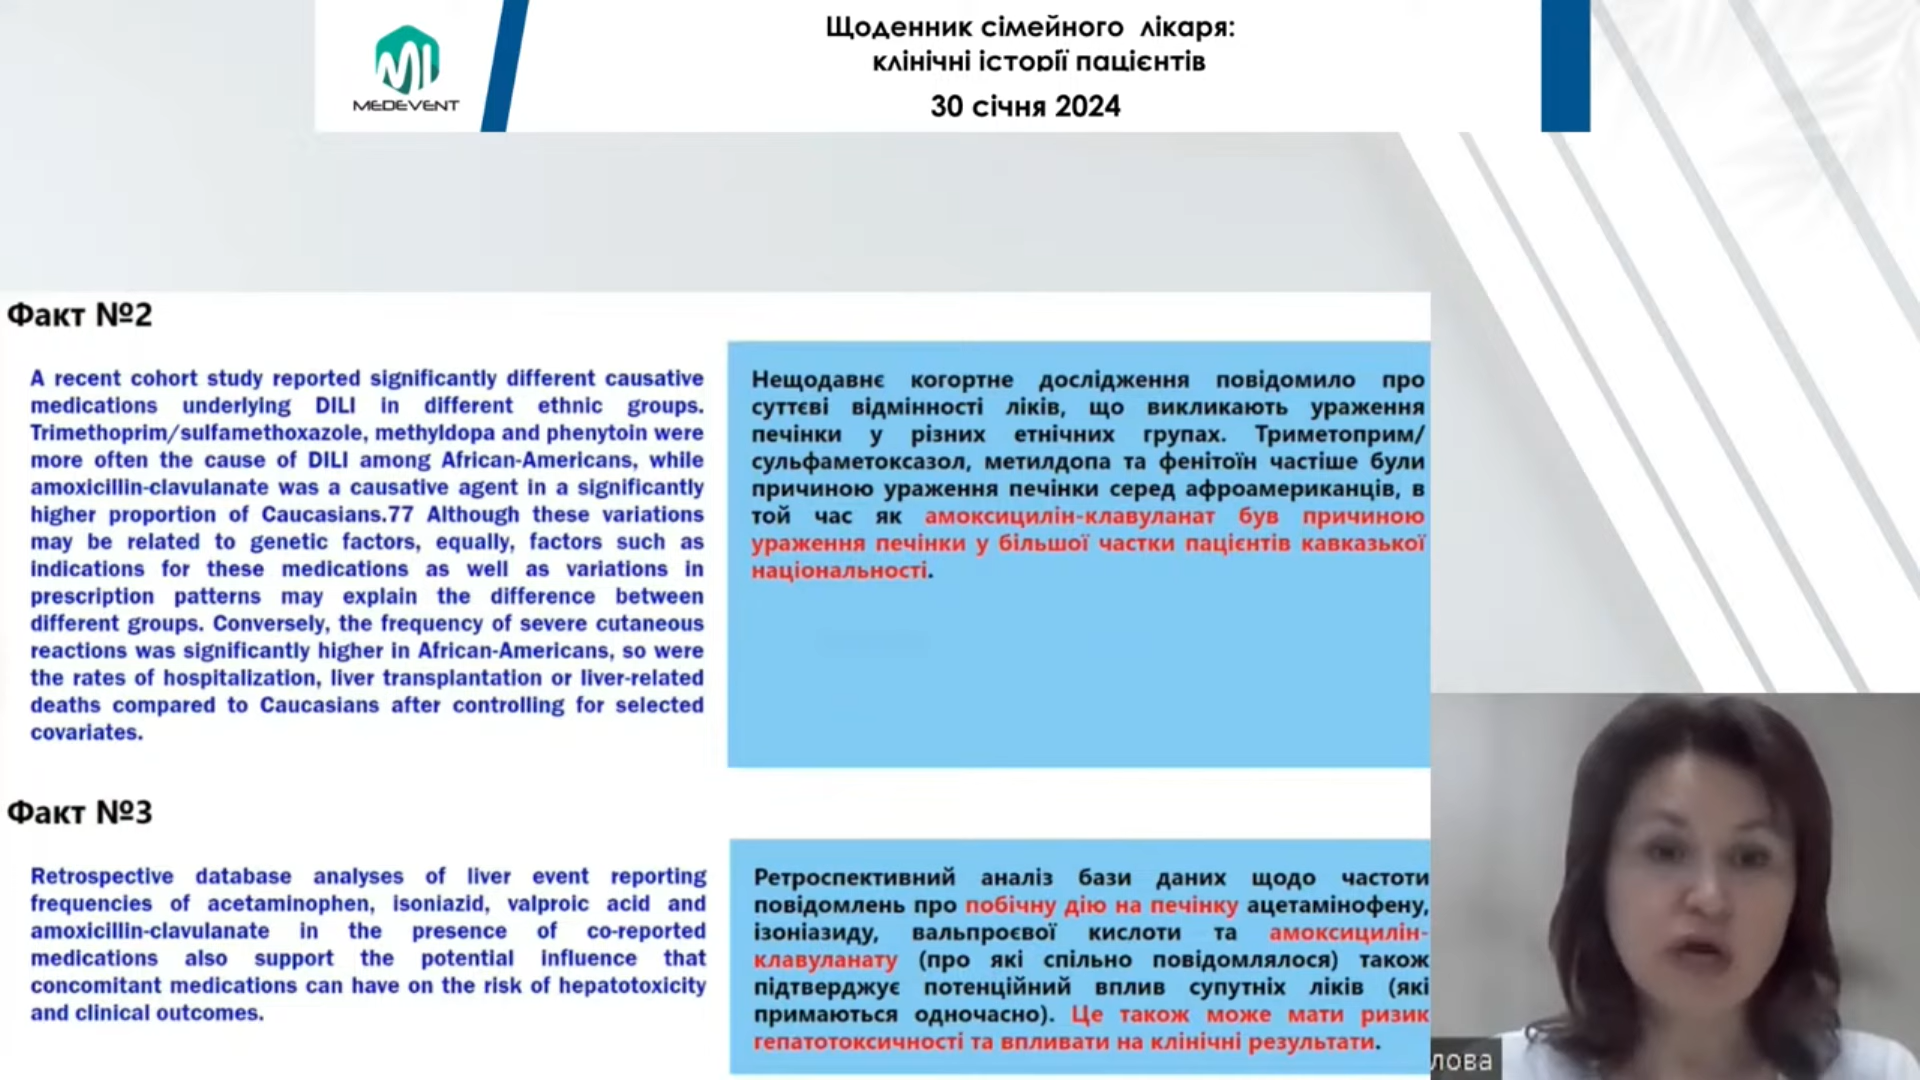 MEDEVENT
Щоденник сімейного лікаря:
клінічні історії пацієнтів
30 січня 2024
Факт №2
A recent cohort study reported significantly different causative
medications underlying DILI in different ethnic groups.
Trimethoprim/sulfamethoxazole, methyldopa and phenytoin were
more often the cause of DILI among African-Americans, while
amoxicillin-clavulanate was a causative agent in a significantly
higher proportion of Caucasians.77 Although these variations
may be related to genetic factors, equally, factors such as
indications for these medications as well as variations in
prescription patterns may explain the difference between
different groups. Conversely, the frequency of severe cutaneous
reactions was significantly higher in African-Americans, so were
the rates of hospitalization, liver transplantation or liver-related
deaths compared to Caucasians after controlling for selected
covariates.
Нещодавнє когортне дослідження повідомило про
суттєві відмінності ліків, що викликають ураження
печінки у різних етнічних групах. Триметоприм/
сульфаметоксазол, метилдопа та фенітоїн частіше були
причиною ураження печінки серед афроамериканців, в
той час як амоксицилін-клавуланат був причиною
ураження печінки у більшої частки пацієнтів кавказької
національності.
Факт №3
Retrospective database analyses of liver event reporting
frequencies of acetaminophen, isoniazid, valproic acid and
amoxicillin-clavulanate in the presence of co-reported
medications also support the potential influence that
concomitant medications can have on the risk of hepatotoxicity
and clinical outcomes.
Ретроспективний аналіз бази даних щодо частоти
повідомлень про побічну дію на печінку ацетамінофену,
ізоніазиду, вальпроєвої кислоти та амоксицилін-
клавуланату (про які спільно повідомлялося) також
підтверджує потенційний вплив супутніх ліків (які
примаються одночасно). Це також може мати ризик
гепатотоксичності та впливати на клінічні результати.
лова